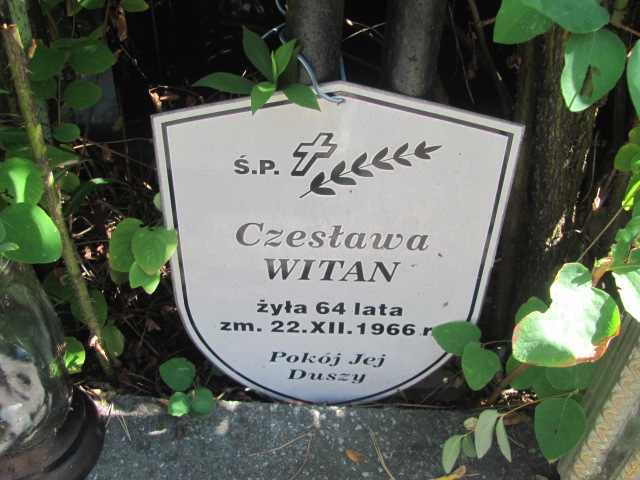 Ś.P.
Czesława
WITAN
żyła 64 lata
zm. 22.XII.1966 r
Pokój Jej
Duszy